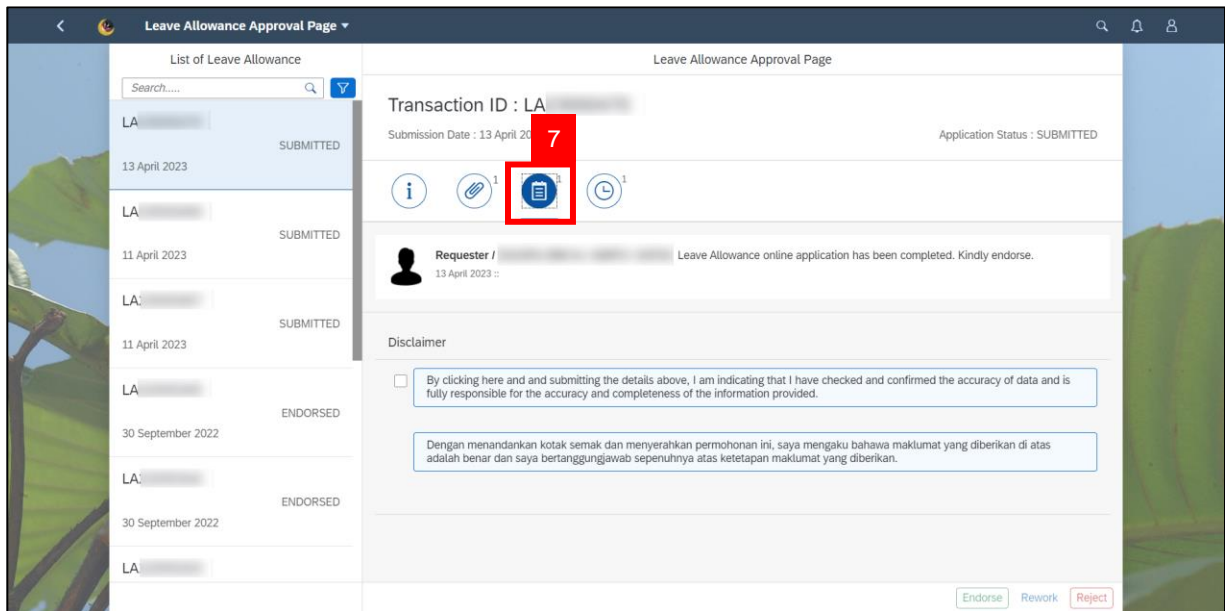 Leave Allowance Approval Page
List of Leave Allowance
Search.....
LA
SUBMITTED
13 April 2023
LA
SUBMITTED
11 April 2023
LA
SUBMITTED
11 April 2023
LA
ENDORSED
30 September 2022
LA
ENDORSED
30 September 2022
LA
Leave Allowance Approval Page
Transaction ID : LA
Submission Date : 13 April 20
Application Status : SUBMITTED
7
1
1
1
Requester / Leave Allowance online application has been completed. Kindly endorse.
13 April 2023 ::
Disclaimer
By clicking here and and submitting the details above, I am indicating that I have checked and confirmed the accuracy of data and is
fully responsible for the accuracy and completeness of the information provided.
Dengan menandankan kotak semak dan menyerahkan permohonan ini, saya mengaku bahawa maklumat yang diberikan di atas
adalah benar dan saya bertanggungjawab sepenuhnya atas ketetapan maklumat yang diberikan.
Endorse Rework Reject